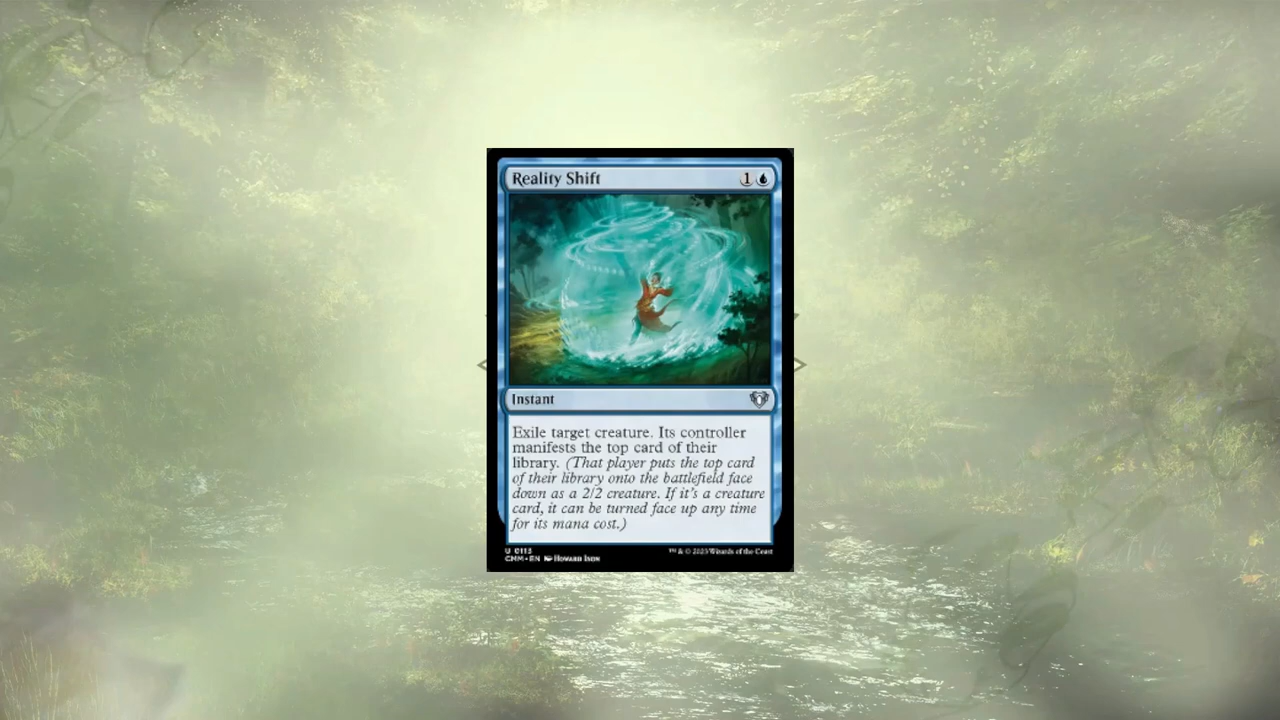 Reality Shift 1
Instant
Exile target creature. Its controller
manifests the top card of their
library. (That player puts the top card
of their library onto the battlefield face
down as a 2/2 creature. If it's a creature
card, it can be turned face up any time
for its mana cost.)
U 0113
™ & © 2023 Wizards of the Coast
CMM • EN Howard Lyon